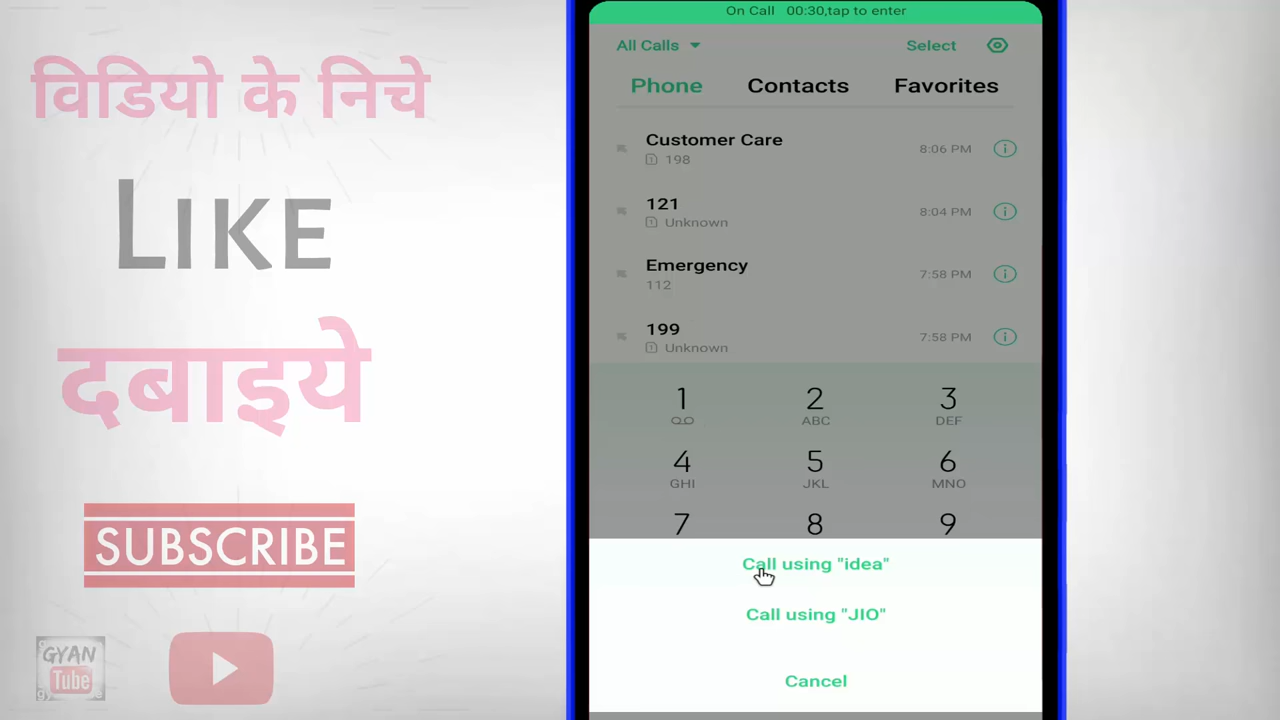 विडियो के निचे
LIKE
दबाइये
SUBSCRIBE
GYAN
Tube
On Call 00:30,tap to enter
All Calls Select
Phone Contacts Favorites
Customer Care
1 198
8:06 PM
121
1 Unknown
8:04 PM
Emergency
112
7:58 PM
199
1 Unknown
7:58 PM
1 2 3
ABC DEF
4 5 6
GHI JKL MNO
7 8 9
Call using "idea"
Call using "JIO"
Cancel